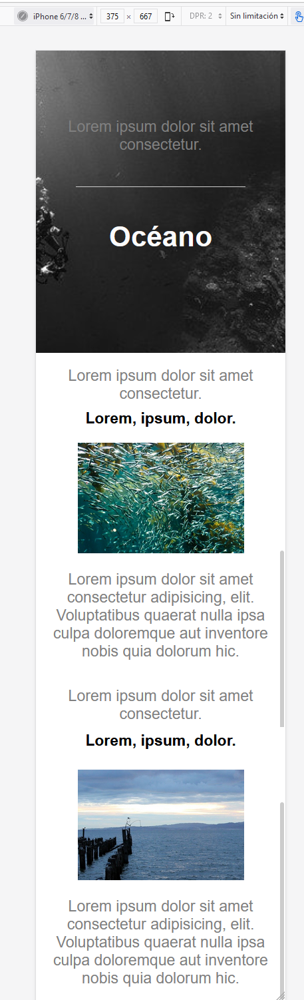 iPhone 6/7/8 ... 375 × 667 DPR: 2 Sin limitación
Lorem ipsum dolor sit amet
consectetur.
Océano
Lorem ipsum dolor sit amet
consectetur.
Lorem, ipsum, dolor.
Lorem ipsum dolor sit amet
consectetur adipisicing, elit.
Voluptatibus quaerat nulla ipsa
culpa doloremque aut inventore
nobis quia dolorum hic.
Lorem ipsum dolor sit amet
consectetur.
Lorem, ipsum, dolor.
Lorem ipsum dolor sit amet
consectetur adipisicing, elit.
Voluptatibus quaerat nulla ipsa
culpa doloremque aut inventore
nobis quia dolorum hic.